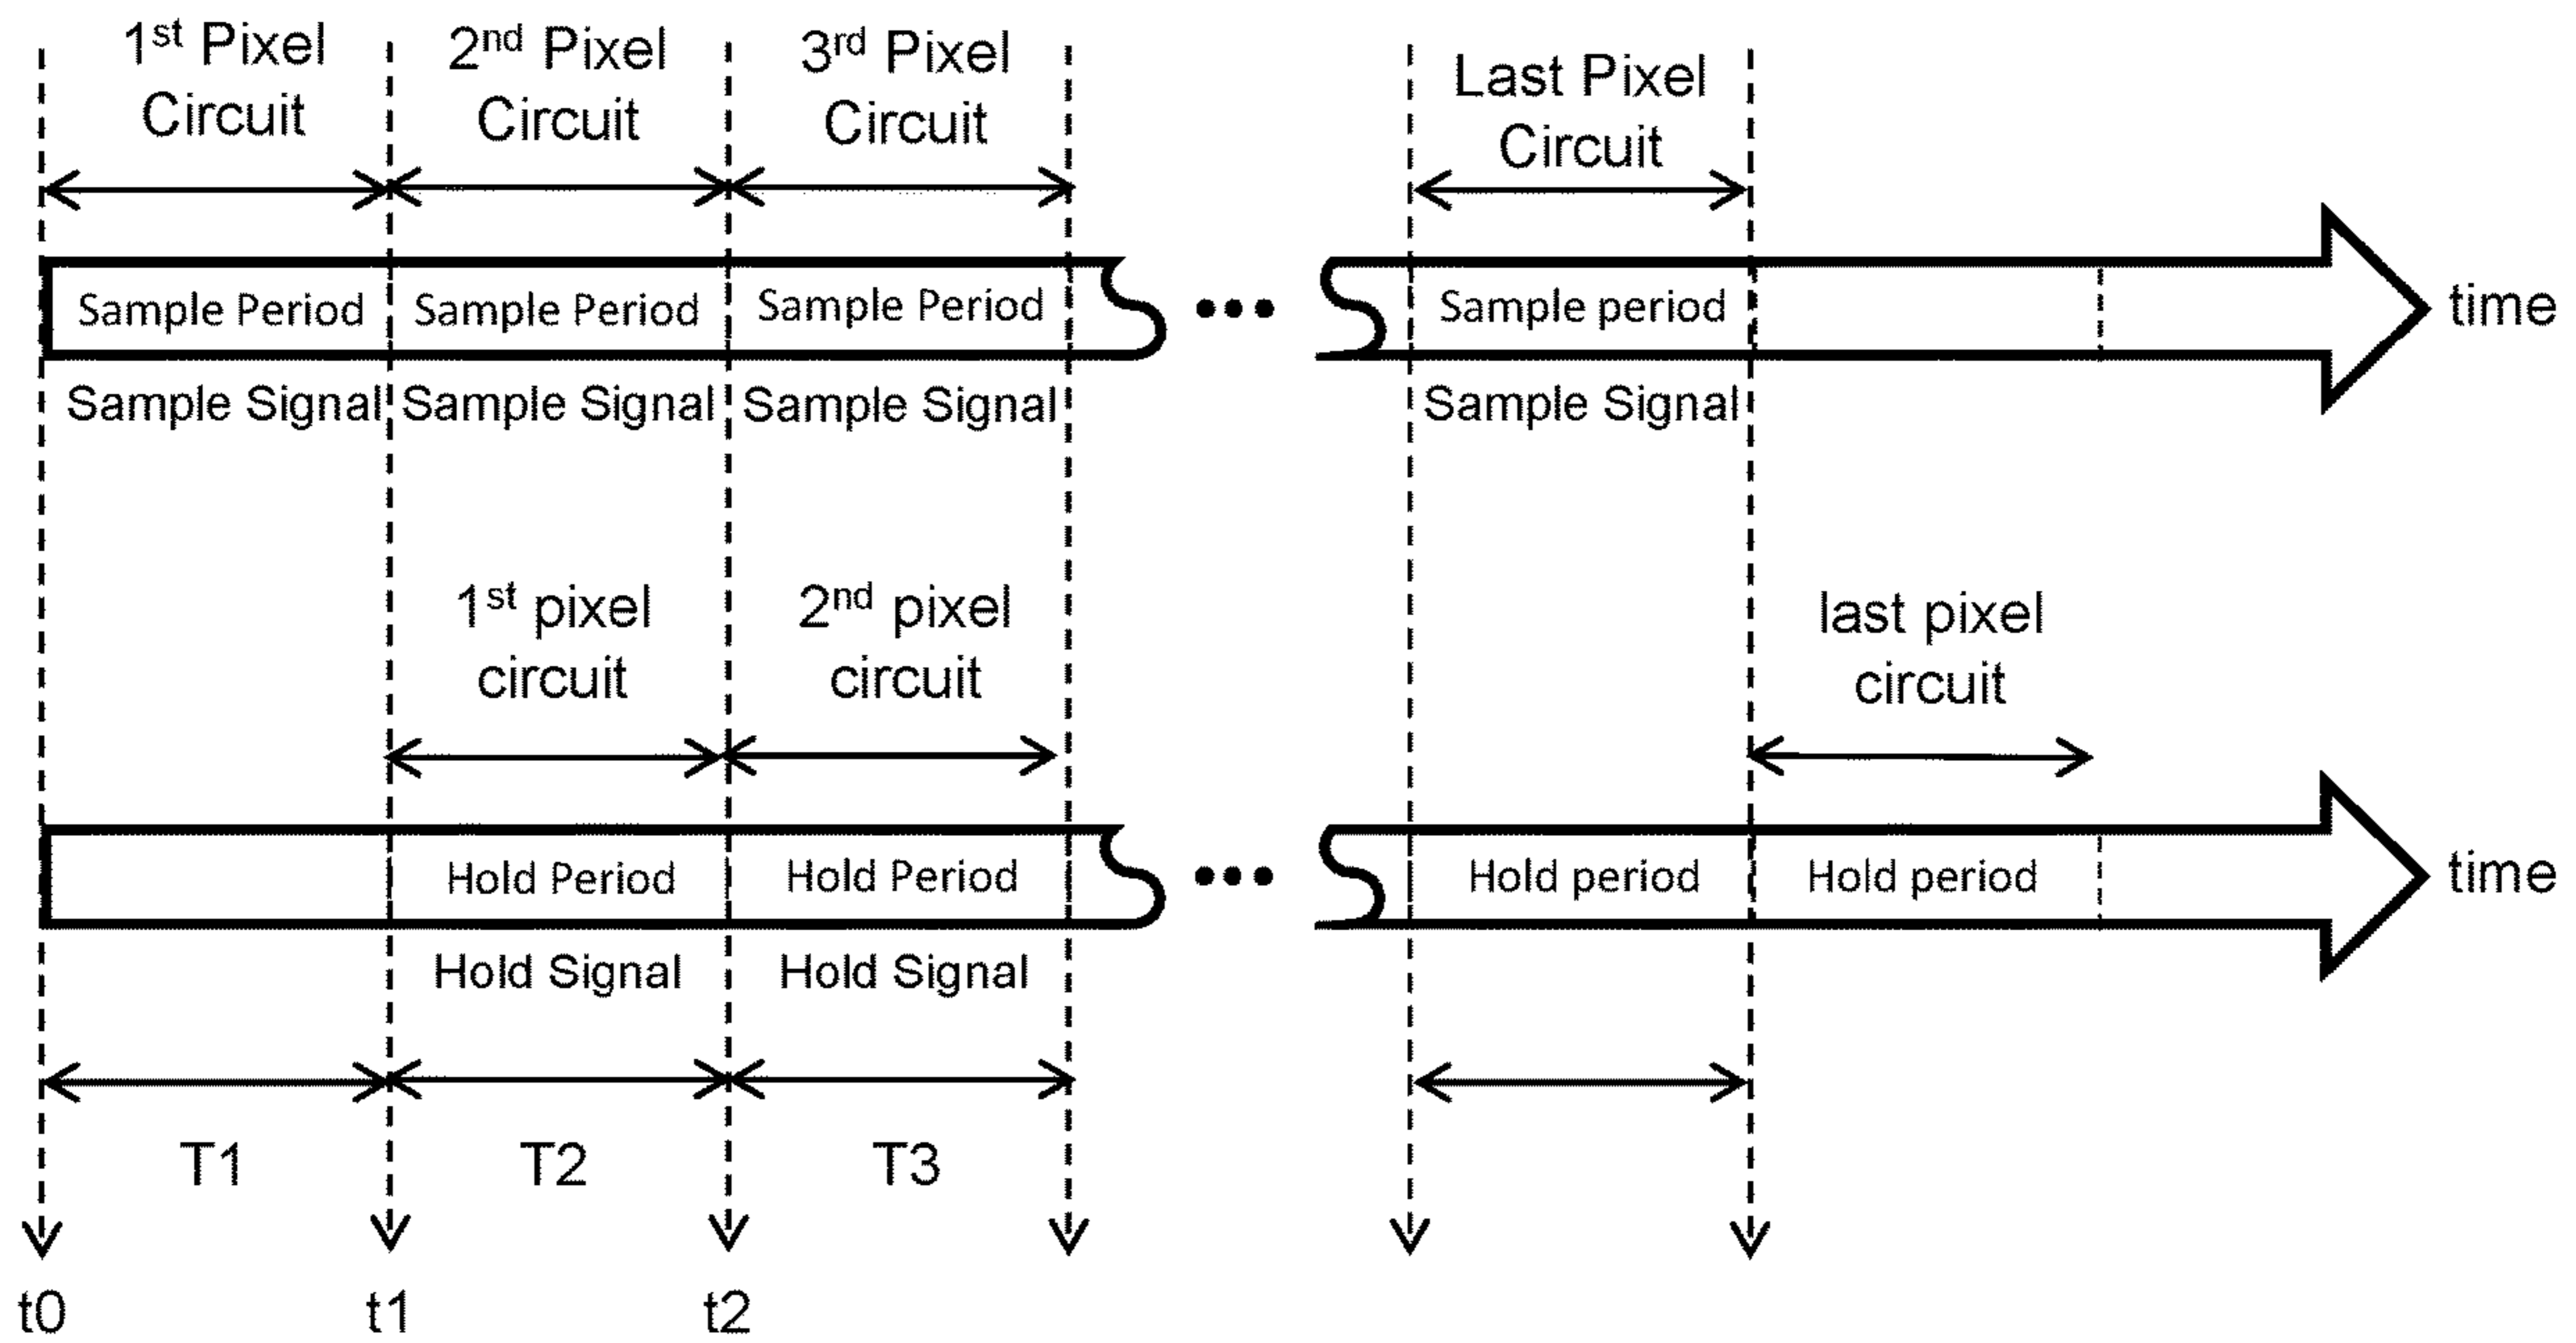 1st Pixel
Circuit
2nd Pixel
Circuit
3rd Pixel
Circuit
Last Pixel
Circuit
Sample Period
Sample Period
Sample Period
•••
Sample period
time
Sample Signal
Sample Signal
Sample Signal
Sample Signal
1st pixel
circuit
2nd pixel
circuit
last pixel
circuit
Hold Period
Hold Period
•••
Hold period
Hold period
time
Hold Signal
Hold Signal
T1
T2
T3
t0
t1
t2